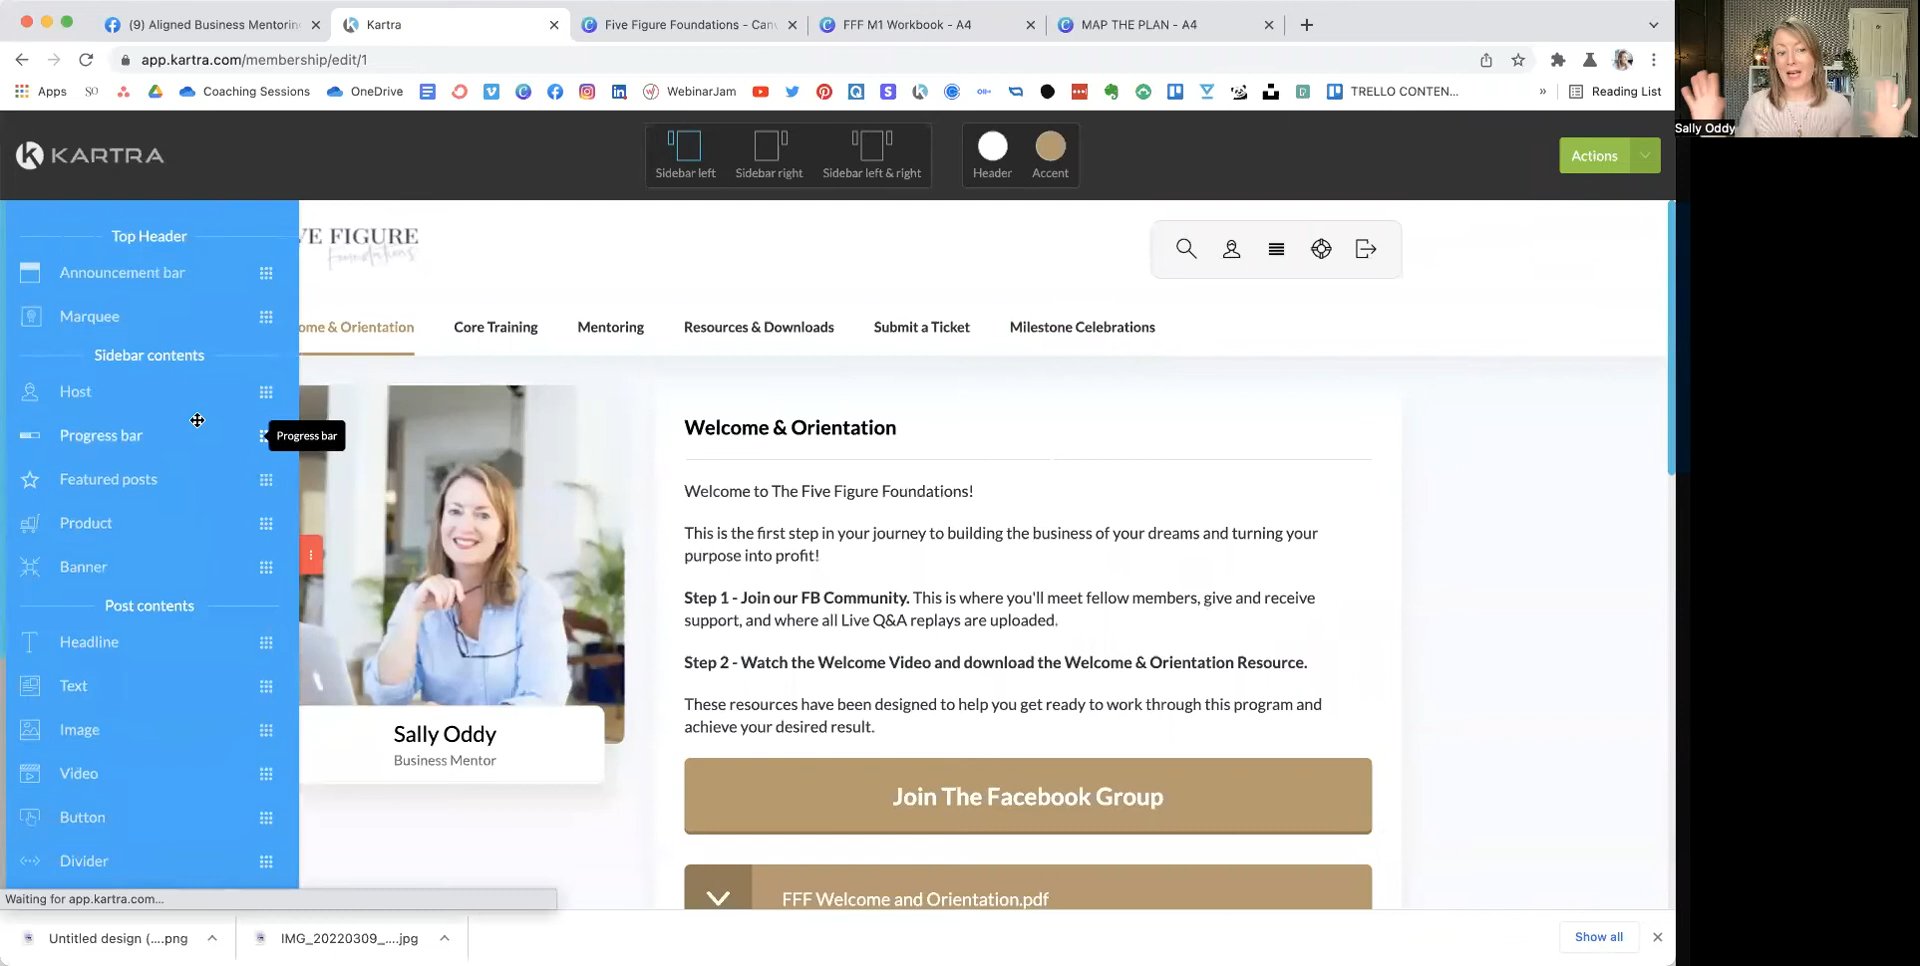 (9) Aligned Business Mentorin
Kartra
Five Figure Foundations - Can
FFF M1 Workbook - A4
MAP THE PLAN - A4
app.kartra.com/membership/edit/1
Apps
Coaching Sessions
OneDrive
WebinarJam
TRELLO CONTEN...
»
Reading List
Sally Oddy
KARTRA
Sidebar left
Sidebar right
Sidebar left & right
Header
Accent
Actions
Top Header
Announcement bar
Marquee
Sidebar contents
Host
Progress bar
Progress bar
Featured posts
Product
Banner
Post contents
Headline
Text
Image
Video
Button
Divider
VE FIGURE
Foundations
ome & Orientation
Core Training
Mentoring
Resources & Downloads
Submit a Ticket
Milestone Celebrations
Sally Oddy
Business Mentor
Welcome & Orientation
Welcome to The Five Figure Foundations!
This is the first step in your journey to building the business of your dreams and turning your
purpose into profit!
Step 1 - Join our FB Community. This is where you'll meet fellow members, give and receive
support, and where all Live Q&A replays are uploaded.
Step 2 - Watch the Welcome Video and download the Welcome & Orientation Resource.
These resources have been designed to help you get ready to work through this program and
achieve your desired result.
Join The Facebook Group
FFF Welcome and Orientation.pdf
Waiting for app.kartra.com...
Untitled design (....png
IMG_20220309_....jpg
Show all